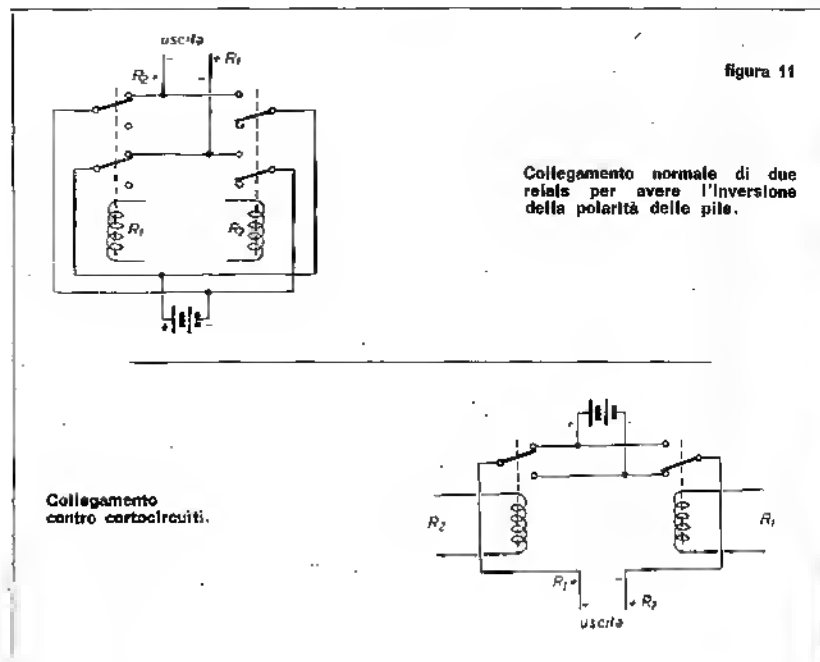 uscita
R2 + - + R1
-
figura 11
Collegamento normale di due
relais per avere l'inversione
della polarità delle pile.
R1 R2
+ -
+ -
Collegamento
contro cortocircuiti.
R2 R1
R1 + - + R2
uscita